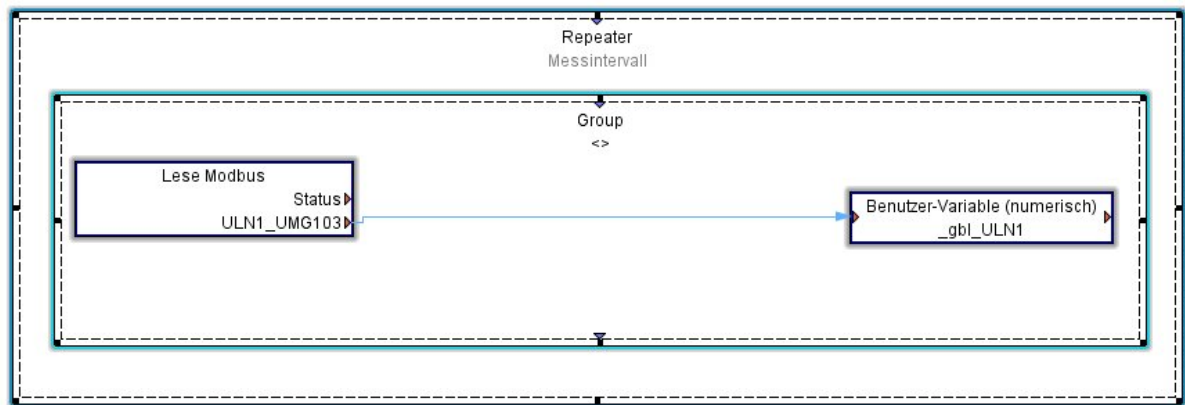 Repeater
Messintervall
Group
<>
Lese Modbus
Status
ULN1_UMG103
Benutzer-Variable (numerisch)
_gbl_ULN1